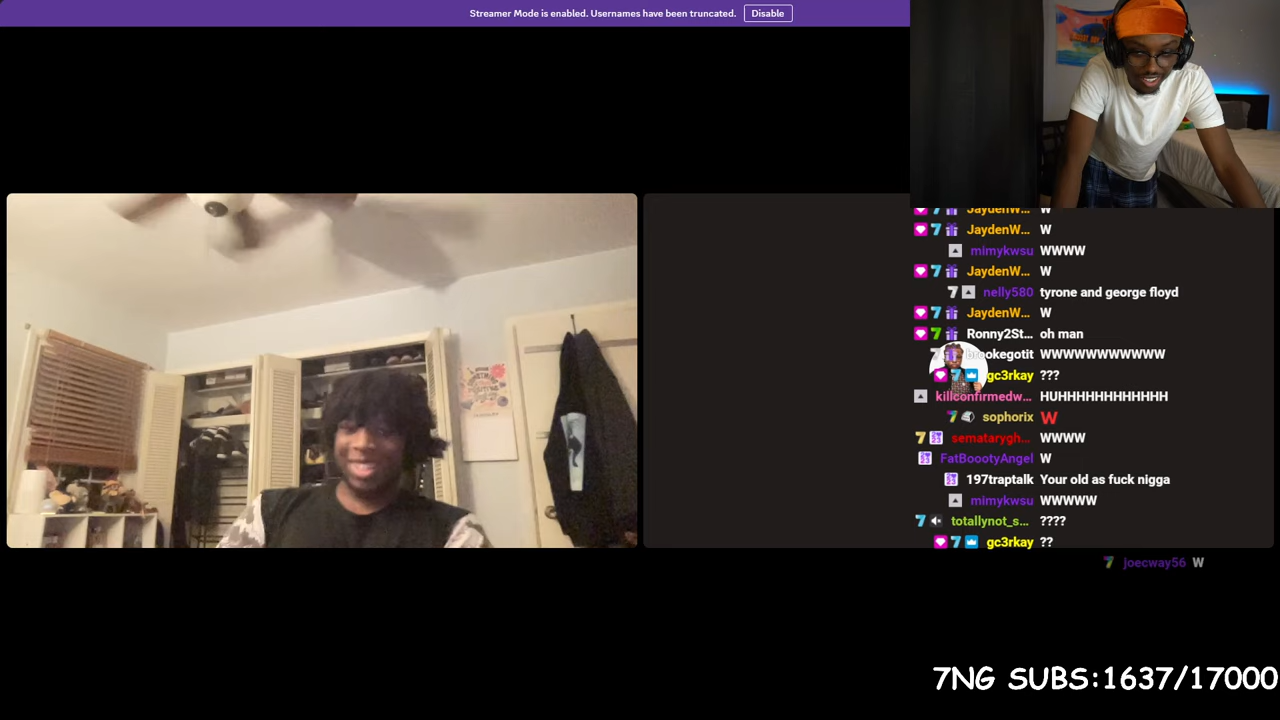 Streamer Mode is enabled. Usernames have been truncated. Disable
JaydenW... W
JaydenW... W
mimykwsu WWWW
JaydenW... W
nelly580 tyrone and george floyd
JaydenW... W
Ronny2St... oh man
brookegotit WWWWWWWWWWW
gc3rkay ???
killconfirmedw... HUHHHHHHHHHHHH
sophorix W
sematarygh... WWWW
FatBoootyAngel W
197traptalk Your old as fuck nigga
mimykwsu WWWWW
totallynot_s... ????
gc3rkay ??
joecway56 W
7NG SUBS:1637/17000